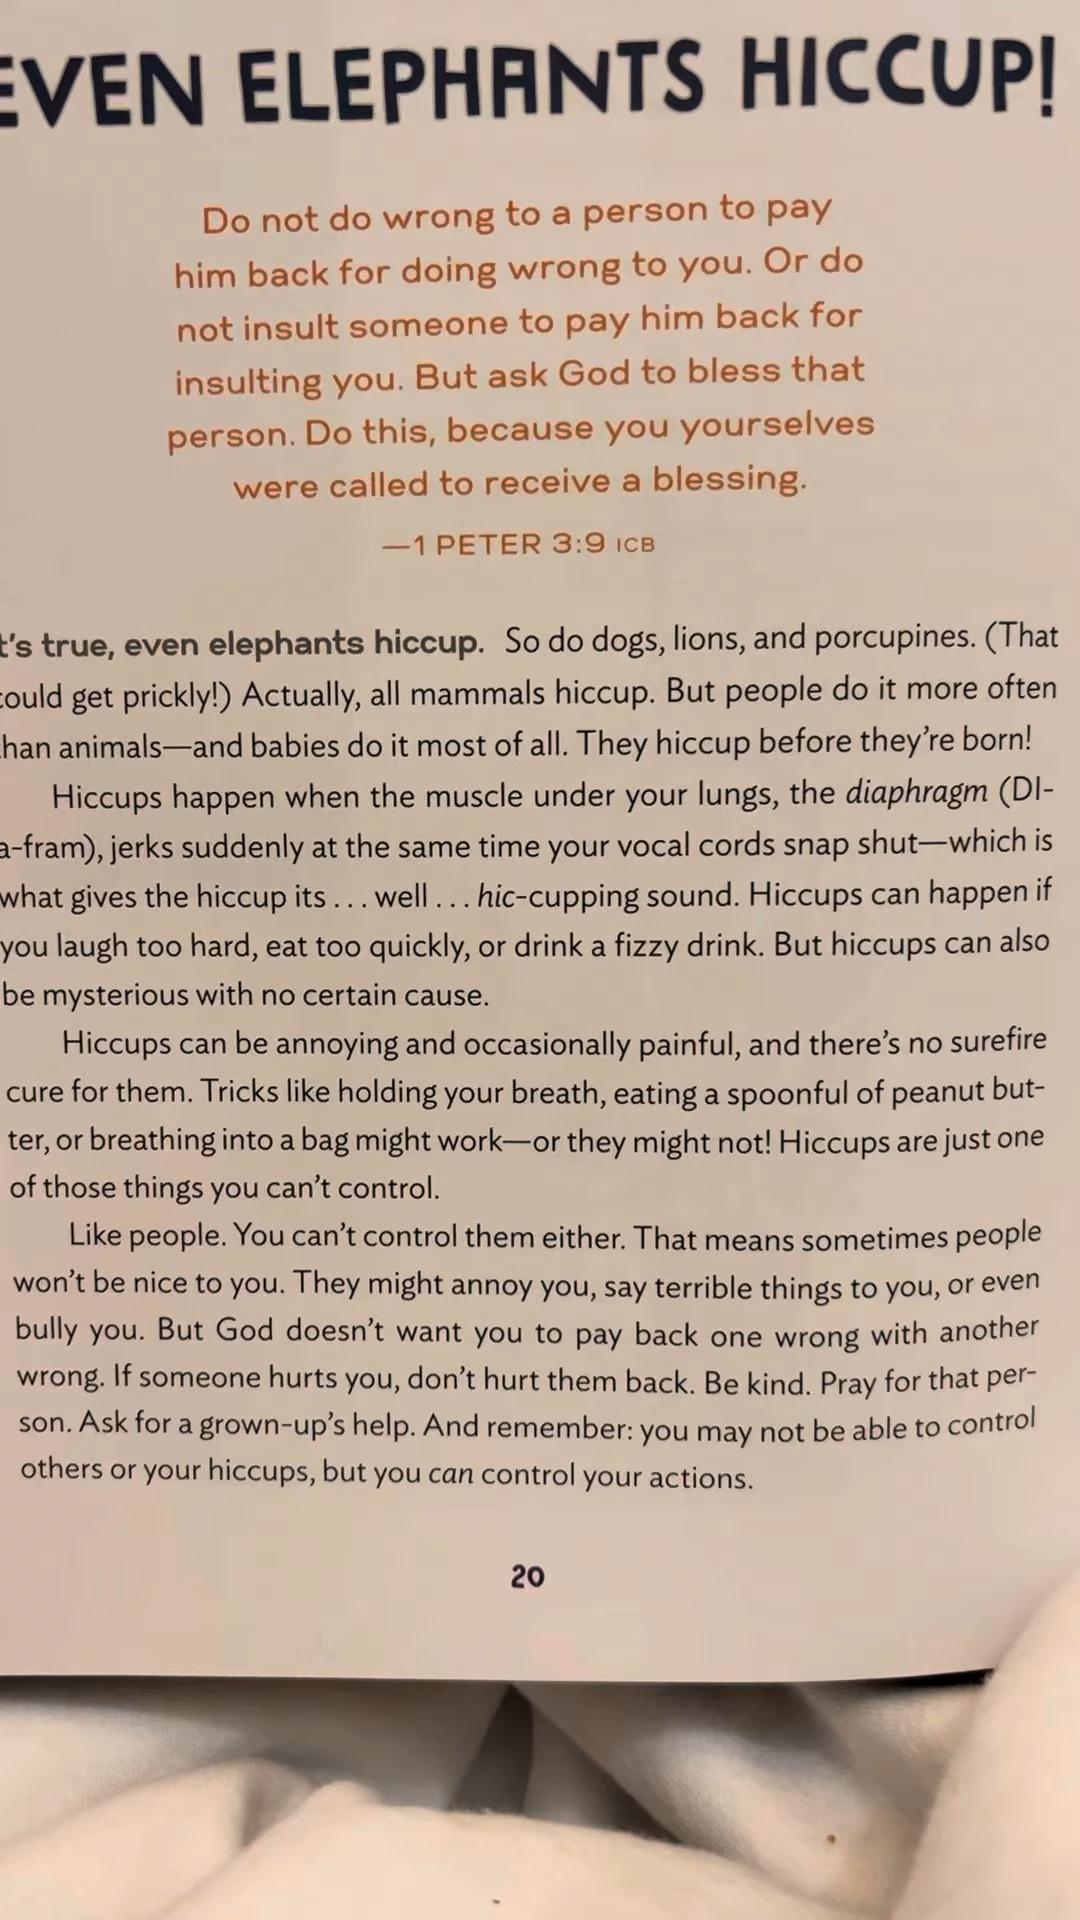 EVEN ELEPHANTS HICCUP!
Do not do wrong to a person to pay
him back for doing wrong to you. Or do
not insult someone to pay him back for
insulting you. But ask God to bless that
person. Do this, because you yourselves
were called to receive a blessing.
—1 PETER 3:9 ICB
t's true, even elephants hiccup. So do dogs, lions, and porcupines. (That
could get prickly!) Actually, all mammals hiccup. But people do it more often
than animals—and babies do it most of all. They hiccup before they're born!
Hiccups happen when the muscle under your lungs, the diaphragm (DI-
a-fram), jerks suddenly at the same time your vocal cords snap shut—which is
what gives the hiccup its . . . well . . . hic-cupping sound. Hiccups can happen if
you laugh too hard, eat too quickly, or drink a fizzy drink. But hiccups can also
be mysterious with no certain cause.
Hiccups can be annoying and occasionally painful, and there's no surefire
cure for them. Tricks like holding your breath, eating a spoonful of peanut but-
ter, or breathing into a bag might work—or they might not! Hiccups are just one
of those things you can't control.
Like people. You can't control them either. That means sometimes people
won't be nice to you. They might annoy you, say terrible things to you, or even
bully you. But God doesn't want you to pay back one wrong with another
wrong. If someone hurts you, don't hurt them back. Be kind. Pray for that per-
son. Ask for a grown-up's help. And remember: you may not be able to control
others or your hiccups, but you can control your actions.
20